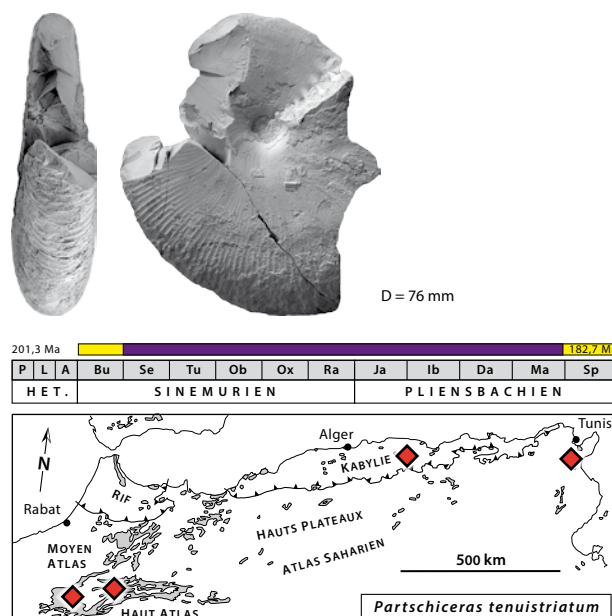 D = 76 mm
201,3 Ma 182,7 M
P L A Bu Se Tu Ob Ox Ra Ja Ib Da Ma Sp
HET. SINEMURIEN PLIENSBACHIEN
N
Alger
Tunis
KABYLIE
RIF
Rabat
HAUTS PLATEAUX
MOYEN
ATLAS
ATLAS SAHARIEN
500 km
HAUT ATLAS
Partschiceras tenuistriatum